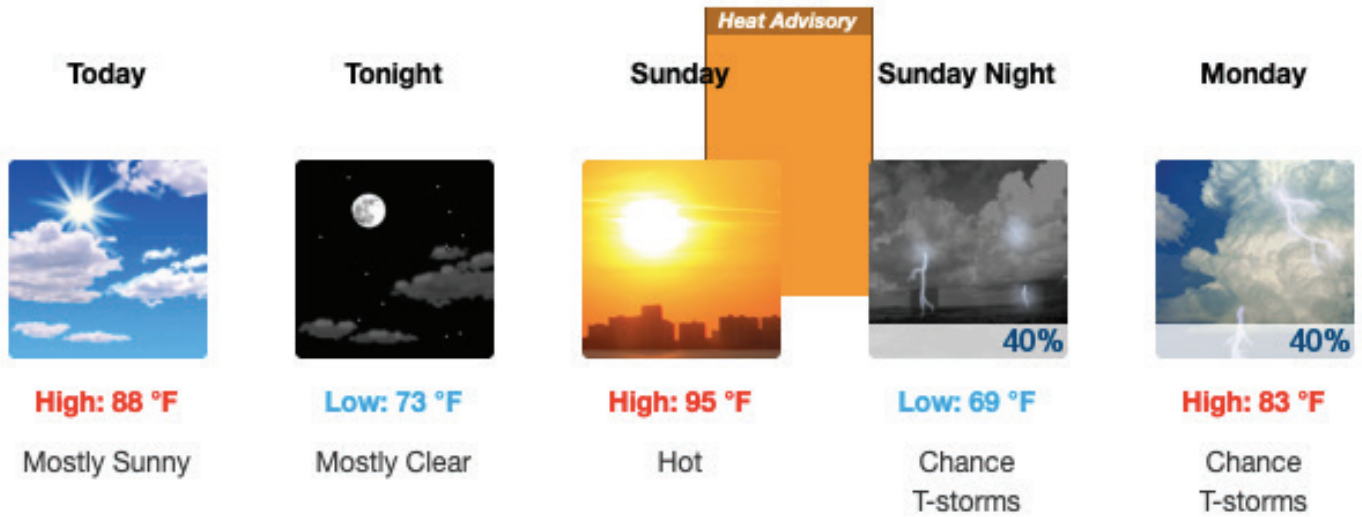 Heat Advisory
Today
Tonight
Sunday
Sunday Night
Monday
40%
40%
High: 88 °F
Low: 73 °F
High: 95 °F
Low: 69 °F
High: 83 °F
Mostly Sunny
Mostly Clear
Hot
Chance
T-storms
Chance
T-storms